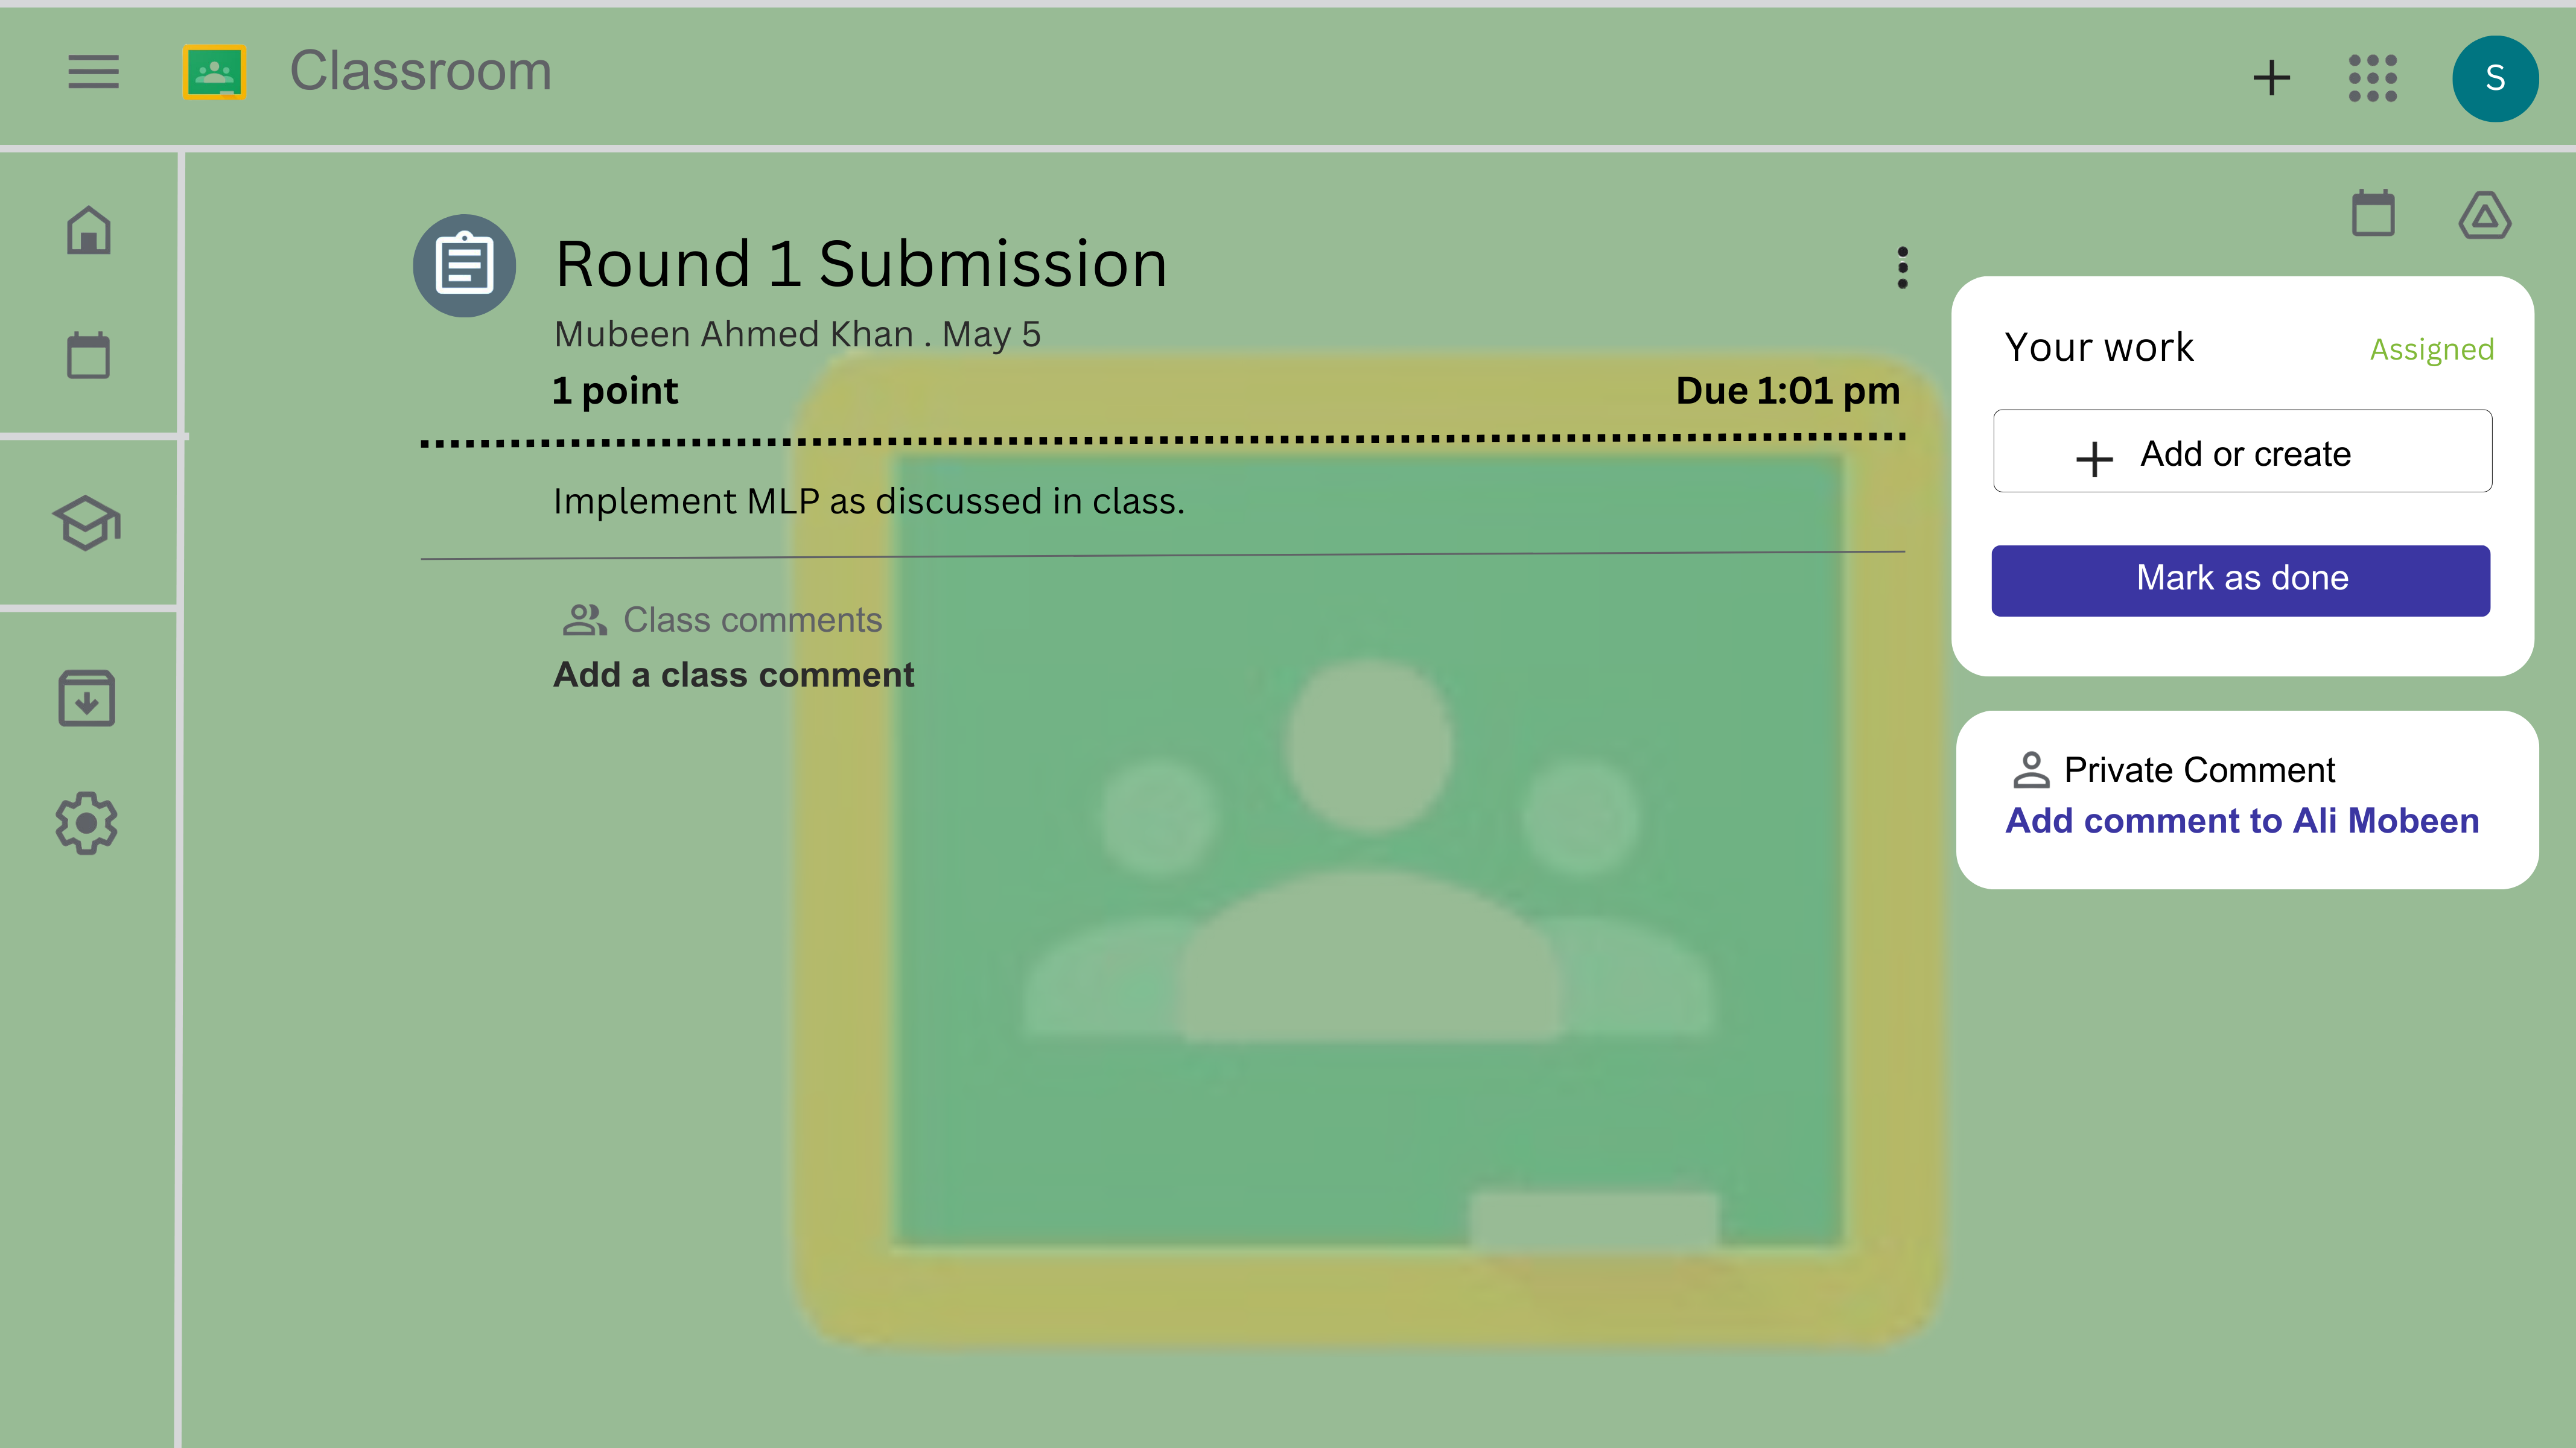 Classroom
S
Round 1 Submission
Mubeen Ahmed Khan . May 5
1 point
Due 1:01 pm
Implement MLP as discussed in class.
Class comments
Add a class comment
Your work
Assigned
Add or create
Mark as done
Private Comment
Add comment to Ali Mobeen